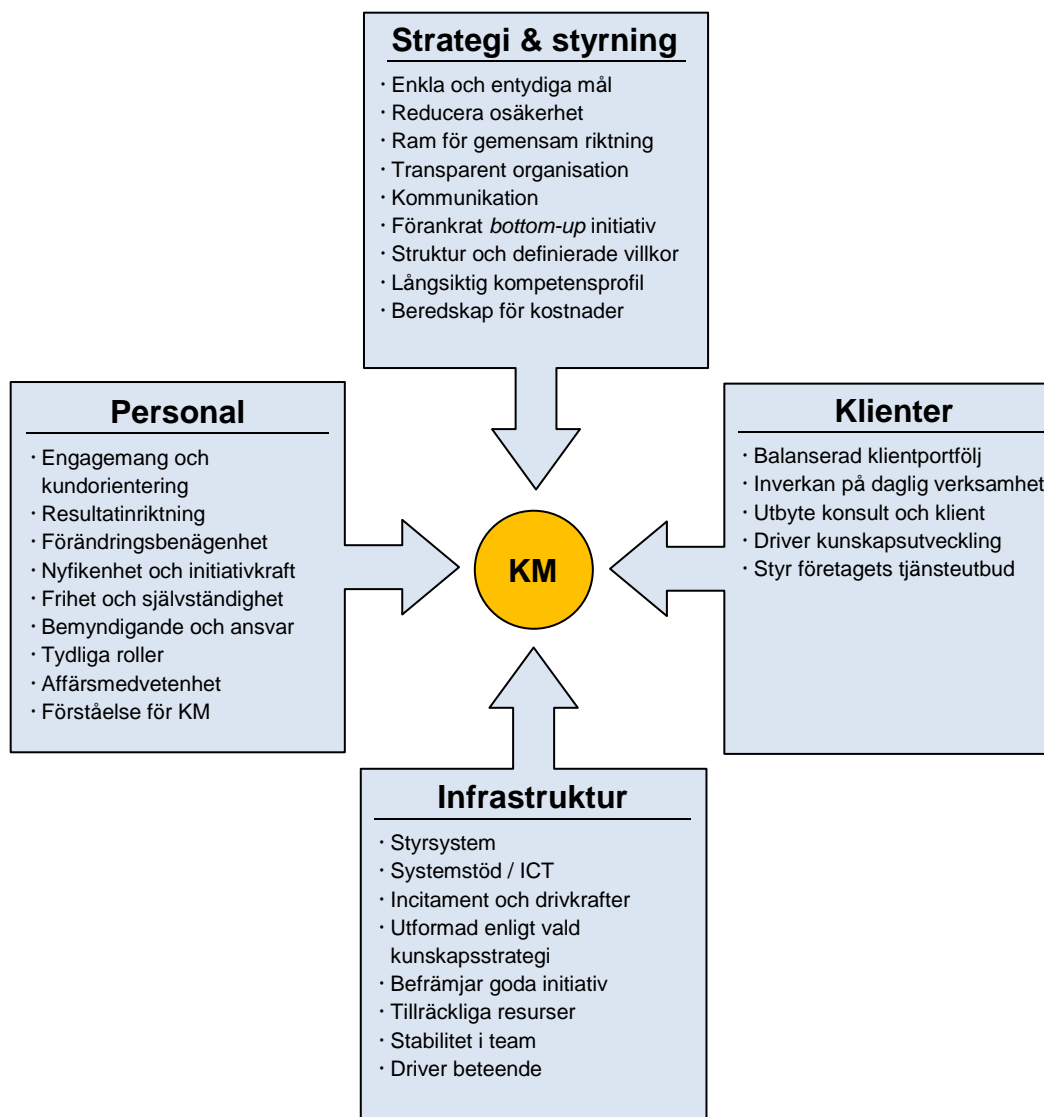 Strategi & styrning
· Enkla och entydiga mål
· Reducera osäkerhet
· Ram för gemensam riktning
· Transparent organisation
· Kommunikation
· Förankrat bottom-up initiativ
· Struktur och definierade villkor
· Långsiktig kompetensprofil
· Beredskap för kostnader
Personal
· Engagemang och
kundorientering
· Resultatinriktning
· Förändringsbenägenhet
· Nyfikenhet och initiativkraft
· Frihet och självständighet
· Bemyndigande och ansvar
· Tydliga roller
· Affärsmedvetenhet
· Förståelse för KM
KM
Klienter
· Balanserad klientportfölj
· Inverkan på daglig verksamhet
· Utbyte konsult och klient
· Driver kunskapsutveckling
· Styr företagets tjänsteutbud
Infrastruktur
· Styrsystem
· Systemstöd / ICT
· Incitament och drivkrafter
· Utformad enligt vald
kunskapsstrategi
· Befrämjar goda initiativ
· Tillräckliga resurser
· Stabilitet i team
· Driver beteende